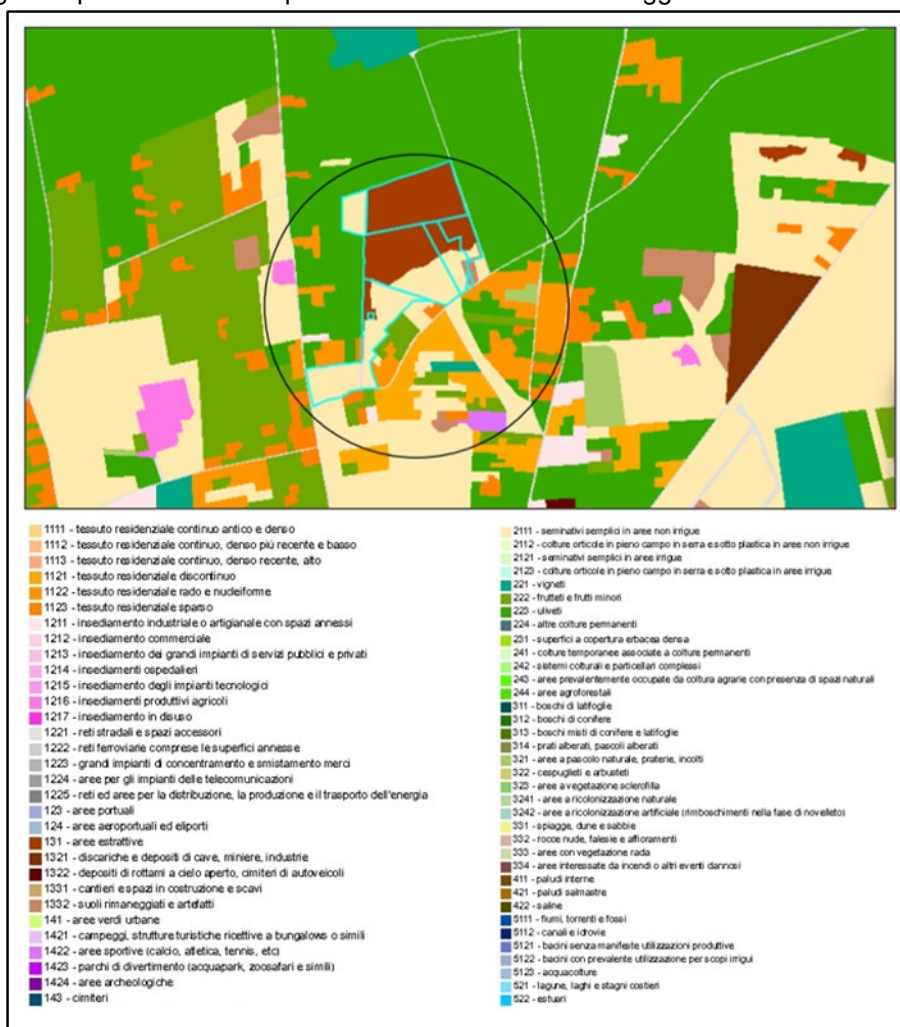 1111 - tessuto residenziale continuo antico e denso
1112 - tessuto residenziale continuo, denso più recente e basso
1113 - tessuto residenziale continuo, denso recente, alto
1121 - tessuto residenziale discontinuo
1122 - tessuto residenziale rado e nucleiforme
1123 - tessuto residenziale sparso
1211 - insediamento industriale o artigianale con spazi annessi
1212 - insediamento commerciale
1213 - insediamento dei grandi impianti di servizi pubblici e privati
1214 - insediamenti ospedalieri
1215 - insediamento degli impianti tecnologici
1216 - insediamenti produttivi agricoli
1217 - insediamento in disuso
1221 - reti stradali e spazi accessori
1222 - reti ferroviarie comprese le superfici annesse
1223 - grandi impianti di concentramento e smistamento merci
1224 - aree per gli impianti delle telecomunicazioni
1225 - reti ed aree per la distribuzione, la produzione e il trasporto dell'energia
123 - aree portuali
124 - aree aeroportuali ed eliporti
131 - aree estrattive
1321 - discariche e depositi di cave, miniere, industrie
1322 - depositi di rottami a cielo aperto, cimiteri di autoveicoli
1331 - cantieri e spazi in costruzione e scavi
1332 - suoli rimaneggiati e artefatti
141 - aree verdi urbane
1421 - campeggi, strutture turistiche ricettive a bungalows o simili
1422 - aree sportive (calcio, atletica, tennis, etc)
1423 - parchi di divertimento (acquapark, zoosafari e simili)
1424 - aree archeologiche
143 - cimiteri
2111 - seminativi semplici in aree non irrigue
2112 - colture orticole in pieno campo in serra e sotto plastica in aree non irrigue
2121 - seminativi semplici in aree irrigue
2123 - colture orticole in pieno campo in serra e sotto plastica in aree irrigue
221 - vigneti
222 - frutteti e frutti minori
223 - uliveti
224 - altre colture permanenti
231 - superfici a copertura erbacea densa
241 - colture temporanee associate a colture permanenti
242 - sistemi colturali e particellari complessi
243 - aree prevalentemente occupate da coltura agrarie con presenza di spazi naturali
244 - aree agroforestali
311 - boschi di latifoglie
312 - boschi di conifere
313 - boschi misti di conifere e latifoglie
314 - prati alberati, pascoli alberati
321 - aree a pascolo naturale, praterie, incolti
322 - cespuglieti e arbusteti
323 - aree a vegetazione sclerofilla
3241 - aree a ricolonizzazione naturale
3242 - aree a ricolonizzazione artificiale (rimboschimenti nella fase di novelleto)
331 - spiagge, dune e sabbie
332 - rocce nude, falesie e affioramenti
333 - aree con vegetazione rada
334 - aree interessate da incendi o altri eventi dannosi
411 - paludi interne
421 - paludi salmastre
422 - saline
5111 - fiumi, torrenti e fossi
5112 - canali e idrovie
5121 - bacini senza manifeste utilizzazioni produttive
5122 - bacini con prevalente utilizzazione per scopi irrigui
5123 - acquacolture
521 - lagune, laghi e stagni costieri
522 - estuari